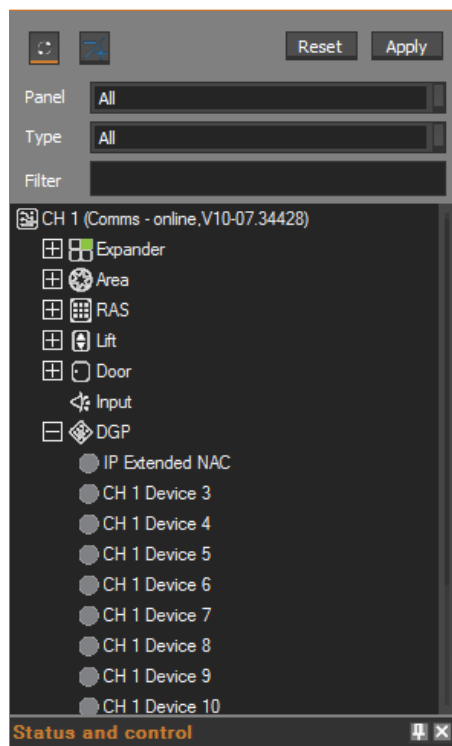 Reset Apply
Panel All
Type All
Filter
CH 1 (Comms - online,V10-07.34428)
Expander
Area
RAS
Lift
Door
Input
DGP
IP Extended NAC
CH 1 Device 3
CH 1 Device 4
CH 1 Device 5
CH 1 Device 6
CH 1 Device 7
CH 1 Device 8
CH 1 Device 9
CH 1 Device 10
Status and control